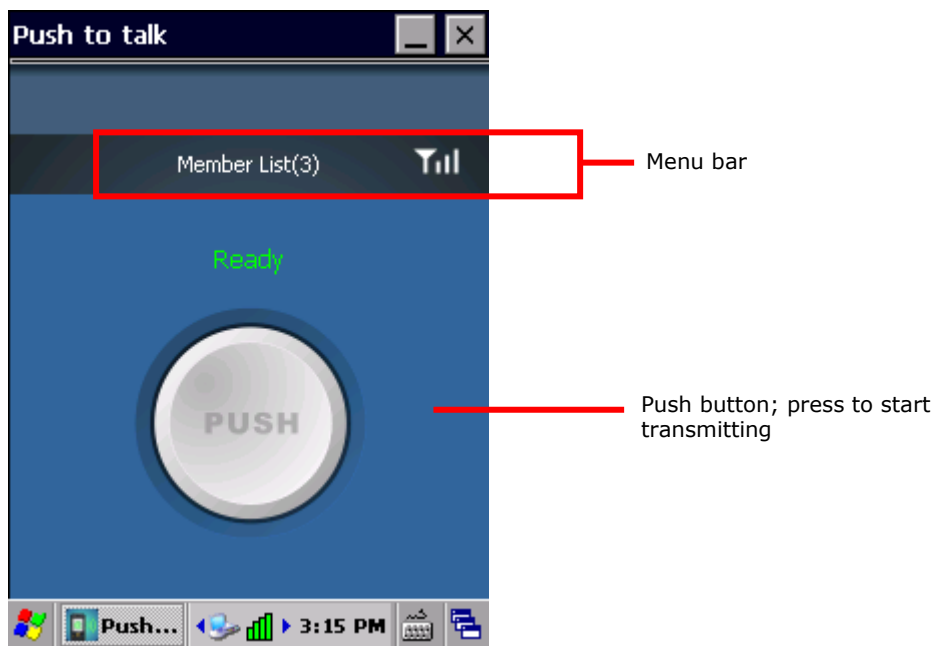 Push to talk
Member List(3)
Menu bar
Ready
PUSH
Push button; press to start
transmitting
Push...
3:15 PM